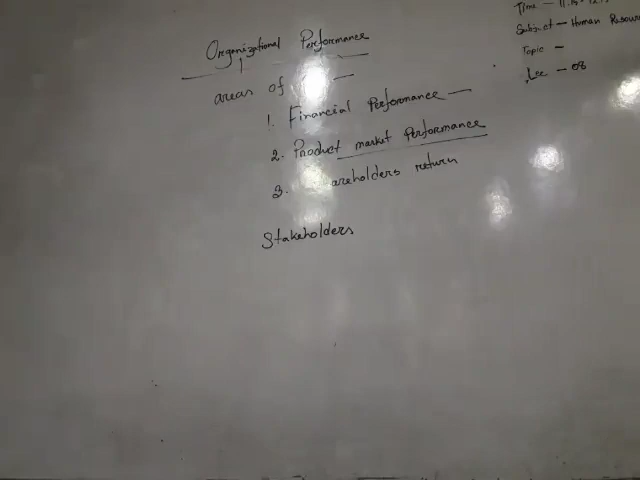 Organizational Performance
areas of
1. Financial Performance —
2. Product market Performance
3. areholders return
Stakeholders
Time –
Subject – Human Resour
Topic –
Lec – 08